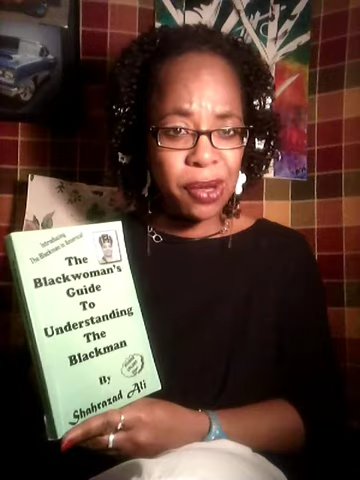 Introducing
The Blackman in America!
The
Blackwoman's
Guide
To
Understanding
The
Blackman
By
Shahrazad Ali